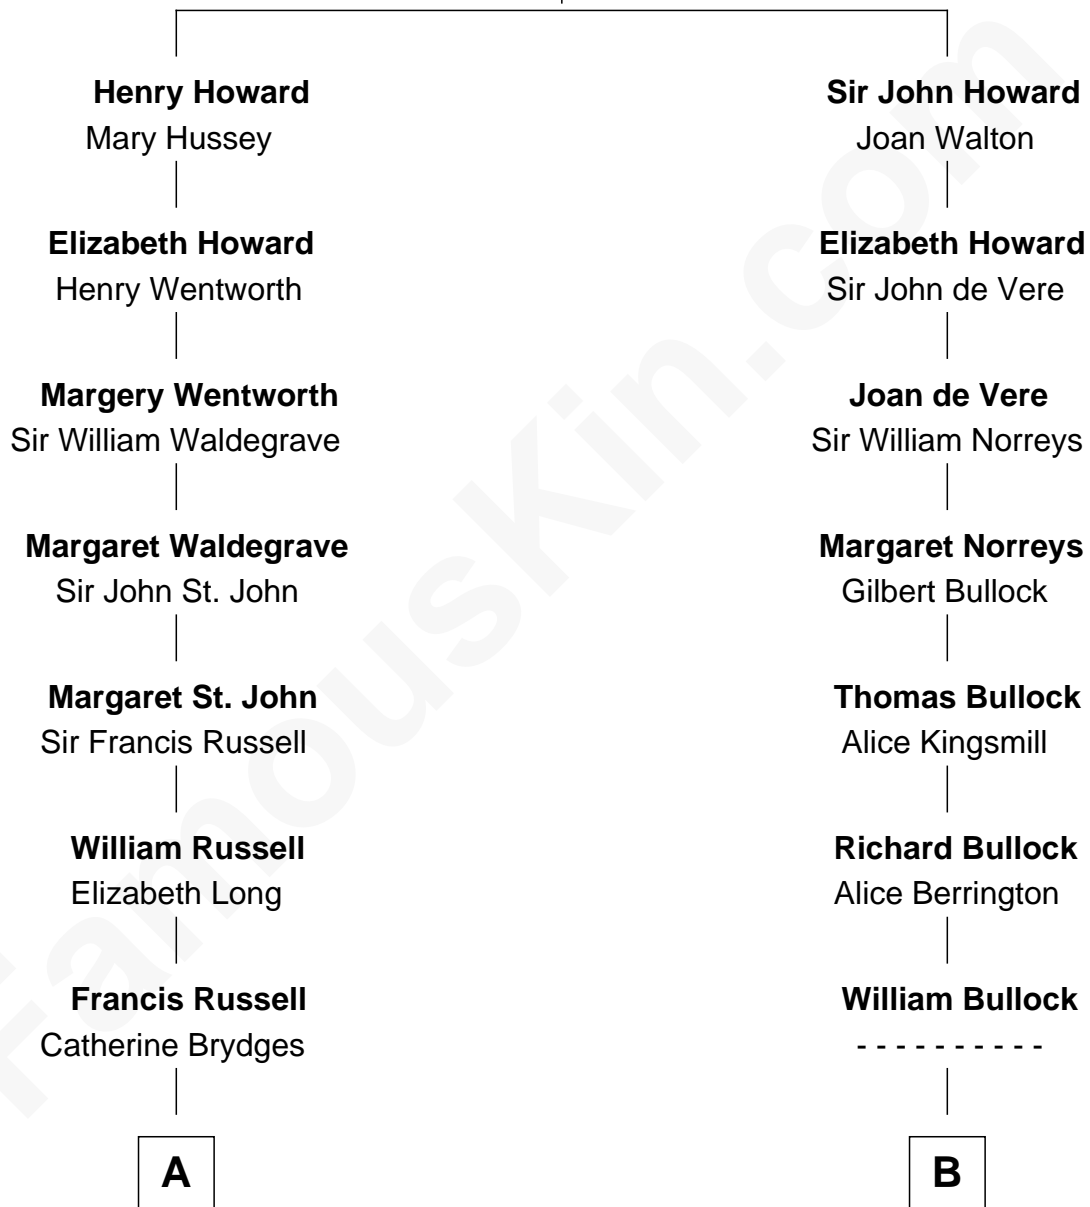 Henry Howard
Mary Hussey
Elizabeth Howard
Henry Wentworth
Margery Wentworth
Sir William Waldegrave
Margaret Waldegrave
Sir John St. John
Margaret St. John
Sir Francis Russell
William Russell
Elizabeth Long
Francis Russell
Catherine Brydges
A
Sir John Howard
Joan Walton
Elizabeth Howard
Sir John de Vere
Joan de Vere
Sir William Norreys
Margaret Norreys
Gilbert Bullock
Thomas Bullock
Alice Kingsmill
Richard Bullock
Alice Berrington
William Bullock
- - - - - - - - - -
B
FamousKin.com